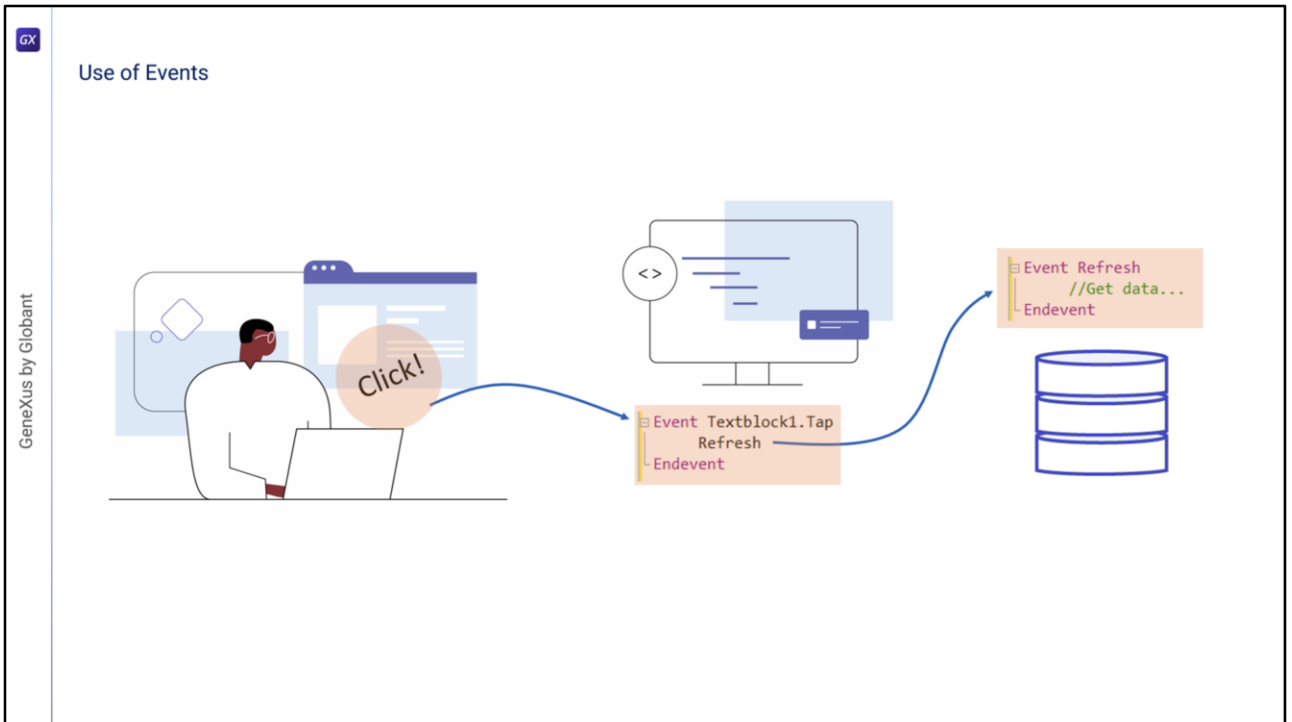 GX
Use of Events
GeneXus by Globant
Click!
<>
Event Textblock1.Tap
Refresh
Endevent
Event Refresh
//Get data...
Endevent